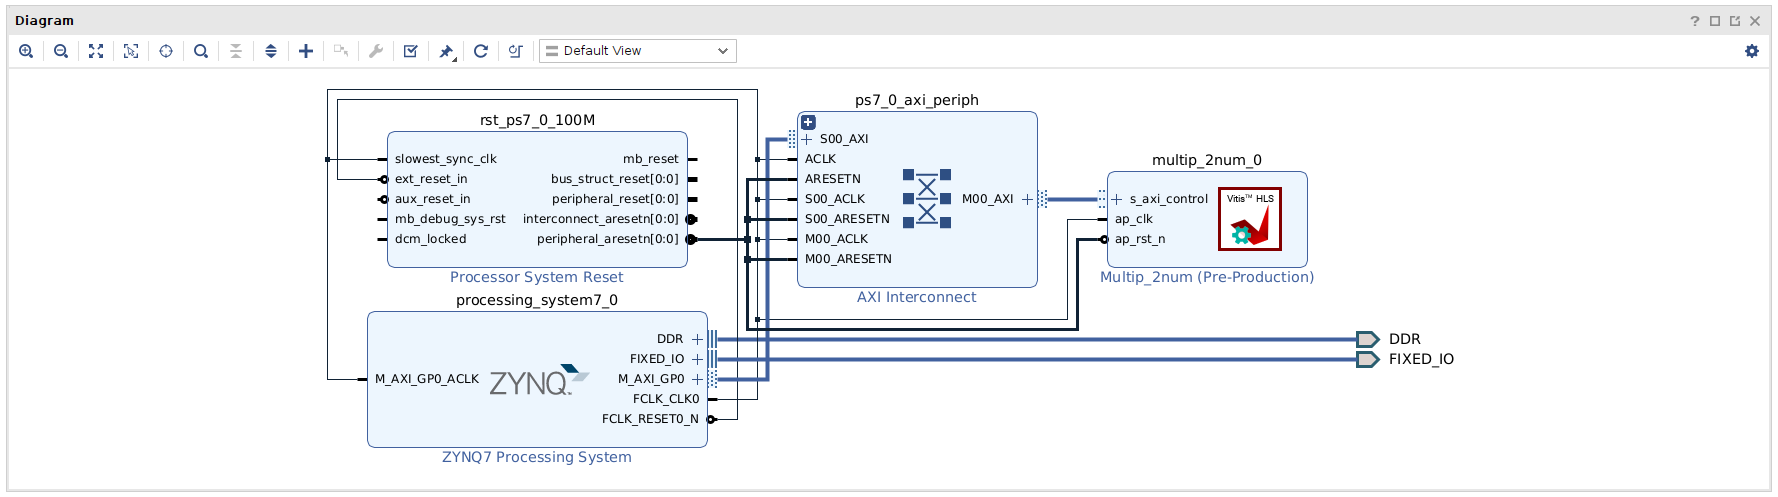 Diagram
Default View
rst_ps7_0_100M
slowest_sync_clk
ext_reset_in
aux_reset_in
mb_debug_sys_rst
dcm_locked
mb_reset
bus_struct_reset[0:0]
peripheral_reset[0:0]
interconnect_aresetn[0:0]
peripheral_aresetn[0:0]
Processor System Reset
ps7_0_axi_periph
S00_AXI
ACLK
ARESETN
S00_ACLK
S00_ARESETN
M00_ACLK
M00_ARESETN
M00_AXI
AXI Interconnect
multip_2num_0
s_axi_control
ap_clk
ap_rst_n
Vitis™ HLS
Multip_2num (Pre-Production)
processing_system7_0
M_AXI_GP0_ACLK
ZYNQ™
DDR
FIXED_IO
M_AXI_GP0
FCLK_CLK0
FCLK_RESET0_N
ZYNQ7 Processing System
DDR
FIXED_IO